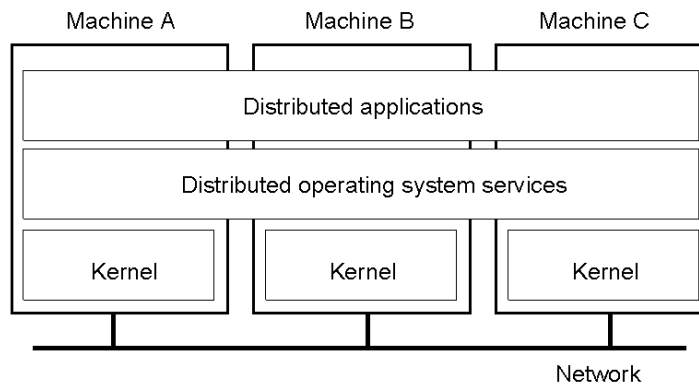 Machine A
Machine B
Machine C
Distributed applications
Distributed operating system services
Kernel
Kernel
Kernel
Network